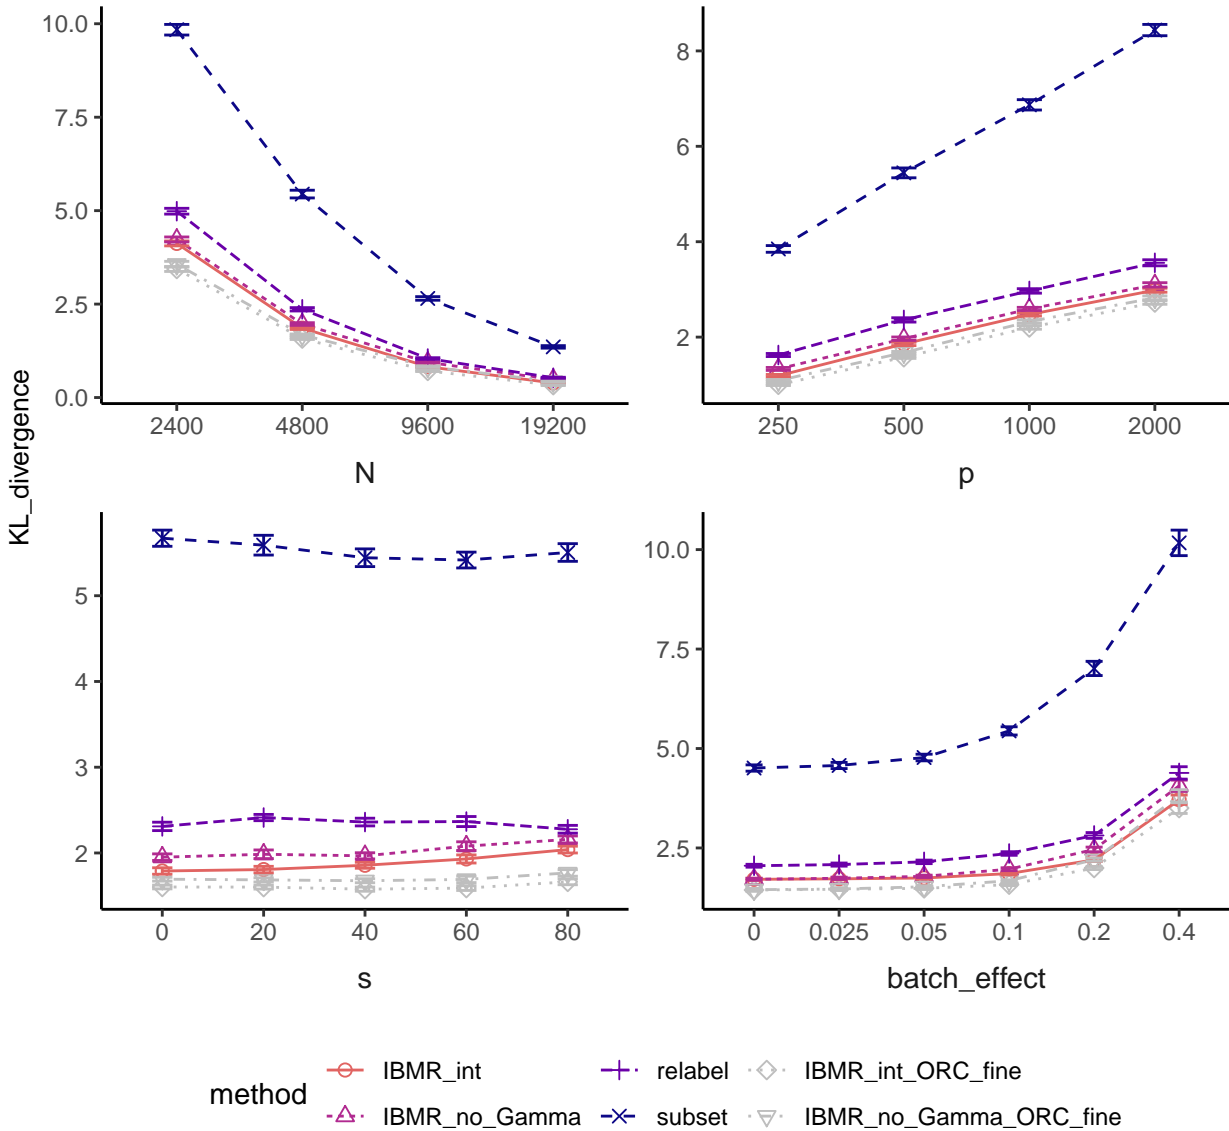 KL_divergence
10.0
7.5
5.0
2.5
0.0
2400 4800 9600 19200
N
8
6
4
2
250 500 1000 2000
p
5
4
3
2
0 20 40 60 80
s
10.0
7.5
5.0
2.5
0 0.025 0.05 0.1 0.2 0.4
batch_effect
method
IBMR_int relabel IBMR_int_ORC_fine
IBMR_no_Gamma subset IBMR_no_Gamma_ORC_fine